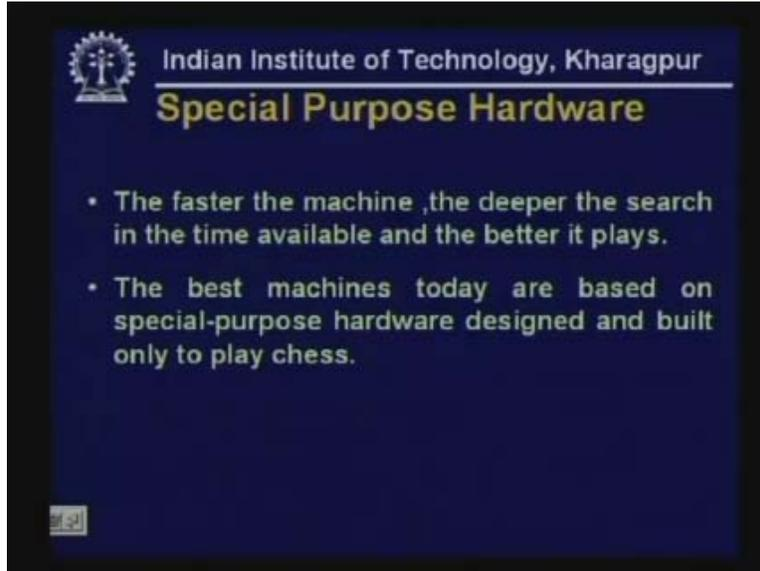 Indian Institute of Technology, Kharagpur
Special Purpose Hardware
• The faster the machine ,the deeper the search
in the time available and the better it plays.
• The best machines today are based on
special-purpose hardware designed and built
only to play chess.